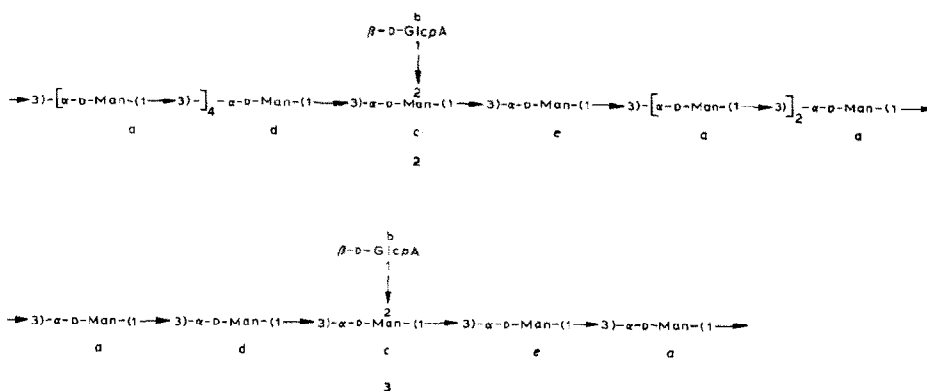 b
β-D-GlcpA
1
2
→3)-[α-D-Man-(1→3)-]4-α-D-Man-(1→3)-α-D-Man-(1→3)-α-D-Man-(1→3)-[α-D-Man-(1→3)]2-α-D-Man-(1→
a d c e a a
2
b
β-D-GlcpA
1
2
→3)-α-D-Man-(1→3)-α-D-Man-(1→3)-α-D-Man-(1→3)-α-D-Man-(1→3)-α-D-Man-(1→
a d c e a
3